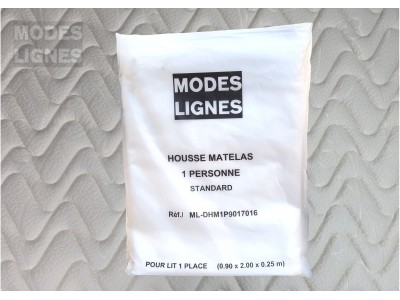 MODES
LIGNES
MODES
LIGNES
HOUSSE MATELAS
1 PERSONNE
STANDARD
Réf.I ML-DHM1P9017016
POUR LIT 1 PLACE (0.90 x 2.00 x 0.25 m)